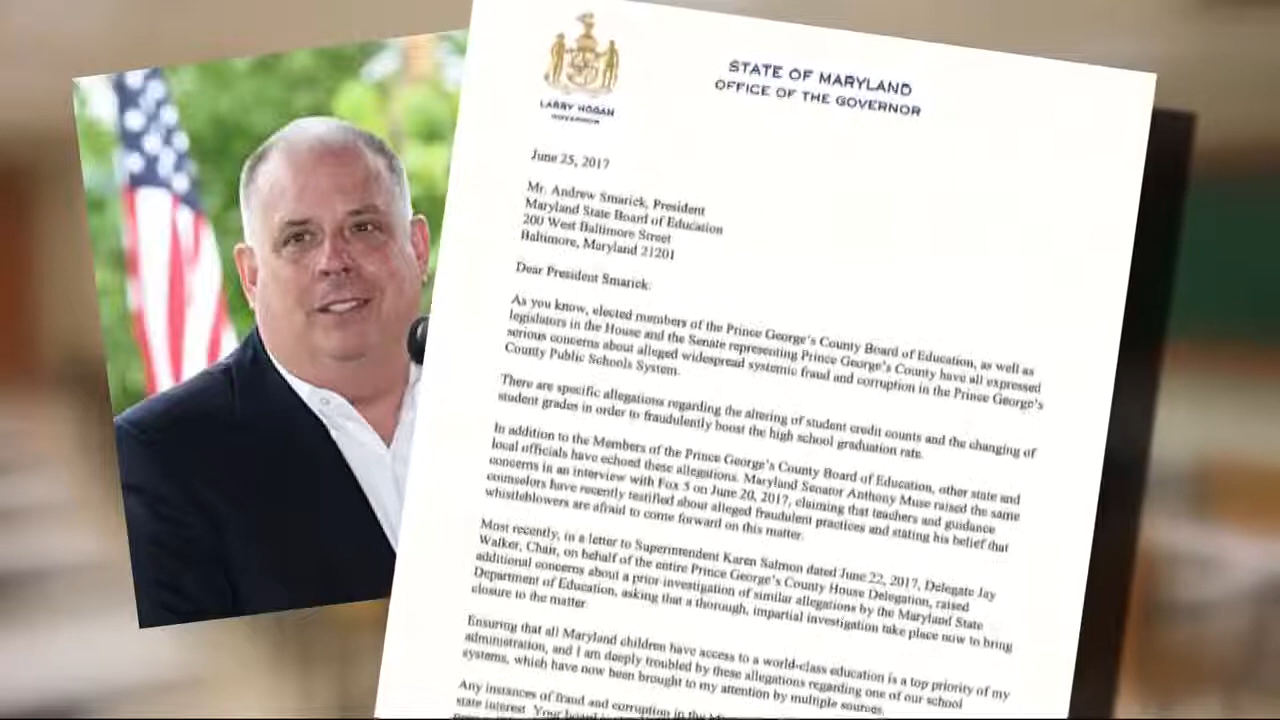 LARRY HOGAN
GOVERNOR
STATE OF MARYLAND
OFFICE OF THE GOVERNOR
June 25, 2017
Mr. Andrew Smarick, President
Maryland State Board of Education
200 West Baltimore Street
Baltimore, Maryland 21201
Dear President Smarick:
As you know, elected members of the Prince George's County Board of Education, as well as
legislators in the House and the Senate representing Prince George's County have all expressed
serious concerns about alleged widespread systemic fraud and corruption in the Prince George's
County Public Schools System.
There are specific allegations regarding the altering of student credit counts and the changing of
student grades in order to fraudulently boost the high school graduation rate.
In addition to the Members of the Prince George's County Board of Education, other state and
local officials have echoed these allegations. Maryland Senator Anthony Muse raised the same
concerns in an interview with Fox 5 on June 20, 2017, claiming that teachers and guidance
counselors have recently testified about alleged fraudulent practices and stating his belief that
whistleblowers are afraid to come forward on this matter.
Most recently, in a letter to Superintendent Karen Salmon dated June 22, 2017, Delegate Jay
Walker, Chair, on behalf of the entire Prince George's County House Delegation, raised
additional concerns about a prior investigation of similar allegations by the Maryland State
Department of Education, asking that a thorough, impartial investigation take place now to bring
closure to the matter.
Ensuring that all Maryland children have access to a world-class education is a top priority of my
administration, and I am deeply troubled by these allegations regarding one of our school
systems, which have now been brought to my attention by multiple sources.
Any instances of fraud and corruption in the
state interest. Your board